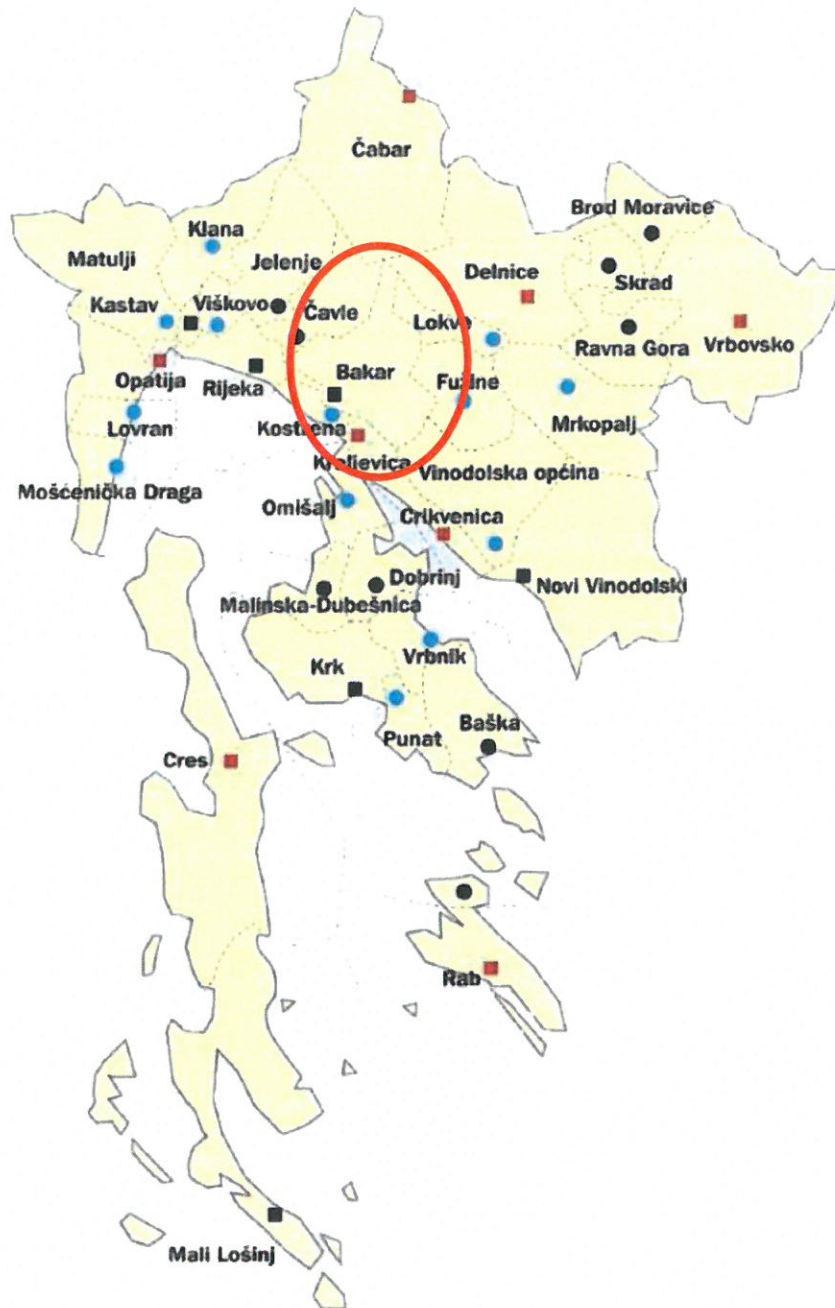 Čabar
Brod Moravice
Klana
Matulji
Jelenje
Delnice
Skrad
Kastav
Viškovo
Čavle
Lokve
Ravna Gora
Vrbovsko
Opatija
Rijeka
Bakar
Fužine
Mrkopalj
Lovran
Kostrena
Kraljevica
Vinodolska općina
Mošćenička Draga
Omišalj
Crikvenica
Dobrinj
Novi Vinodolski
Malinska-Dubešnica
Vrbnik
Krk
Baška
Punat
Cres
Rab
Mali Lošinj